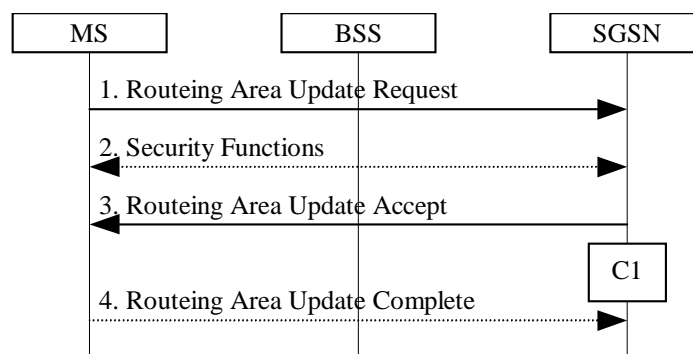 MS BSS SGSN
1. Routeing Area Update Request
2. Security Functions
3. Routeing Area Update Accept
C1
4. Routeing Area Update Complete